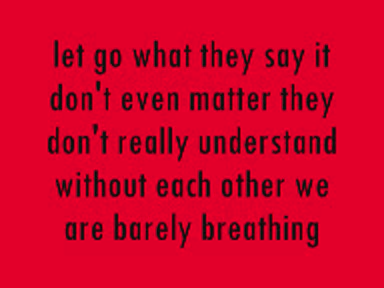 let go what they say it
don't even matter they
don't really understand
without each other we
are barely breathing